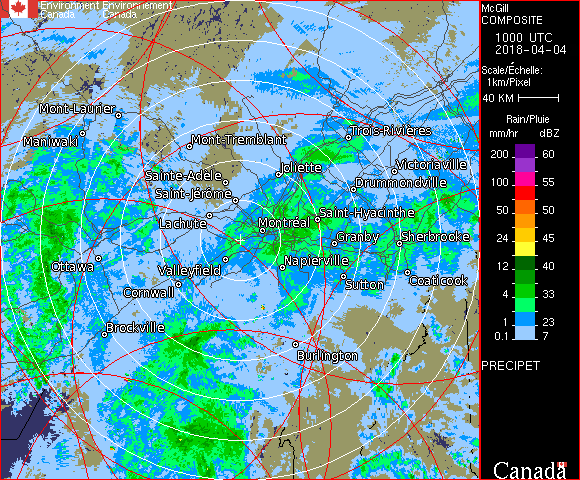 Environment Environnement
Canada Canada
McGill
COMPOSITE
1000 UTC
2018-04-04
Scale/Échelle:
1km/Pixel
40 KM
Rain/Pluie
mm/hr dBZ
200 60
100 55
50 50
24 45
12 40
4 33
1 23
0.1 7
PRECIPET
Canada
Mont-Laurier
Maniwaki
Mont-Tremblant
Trois-Rivières
Victoriaville
Joliette
Sainte-Adèle
Drummondville
Saint-Jérôme
Lachute
Saint-Hyacinthe
Montréal
Granby
Sherbrooke
Ottawa
Valleyfield
Napierville
Cornwall
Sutton
Coaticook
Brockville
Burlington